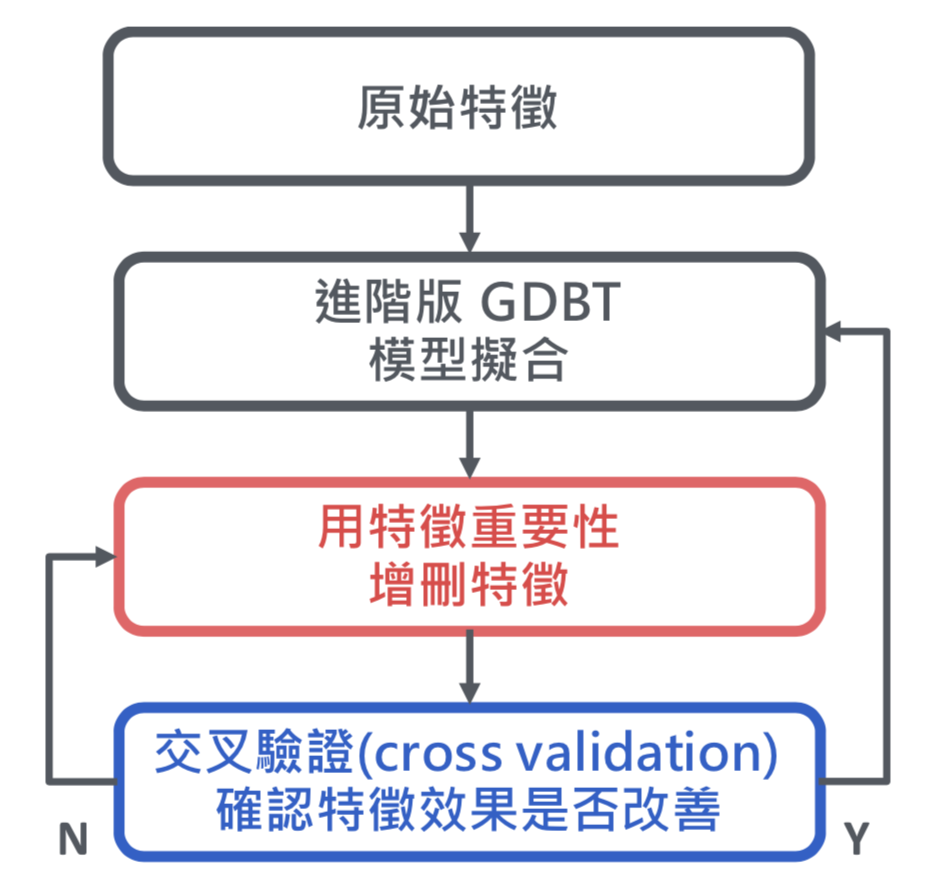 原始特徵
進階版 GDBT
模型擬合
用特徵重要性
增刪特徵
交叉驗證(cross validation)
確認特徵效果是否改善
N
Y